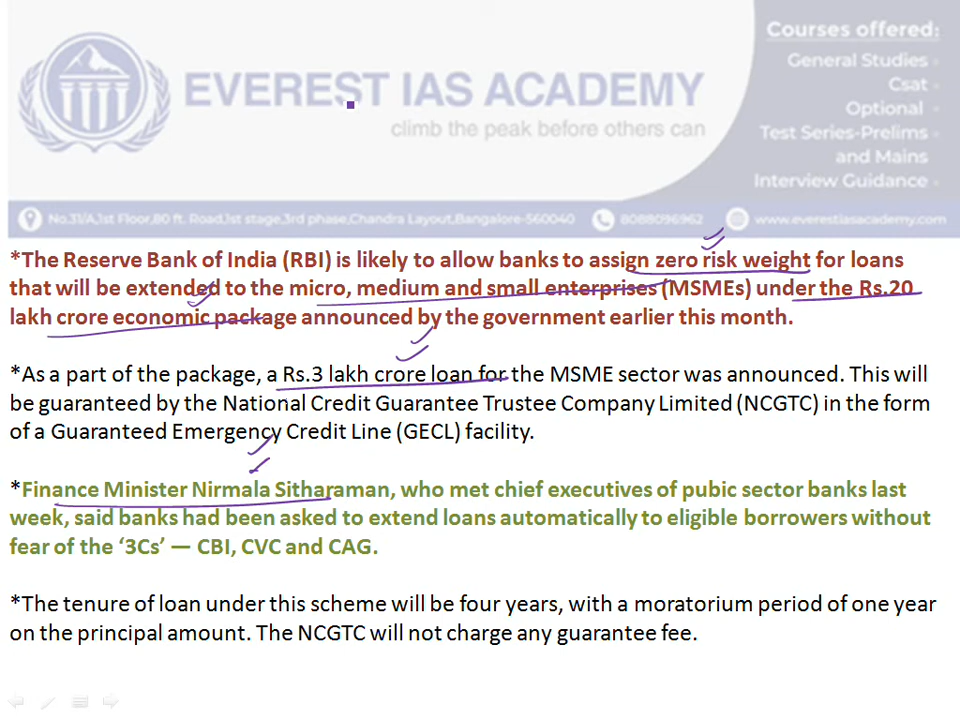 Courses offered:
General Studies
Csat
Optional
Test Series-Prelims
and Mains
Interview Guidance
EVEREST IAS ACADEMY
climb the peak before others can
No.31/A,1st Floor,80 ft. Road,1st stage,3rd phase,Chandra Layout,Bangalore-560040 8088096962 www.everestiasacademy.com
*The Reserve Bank of India (RBI) is likely to allow banks to assign zero risk weight for loans
that will be extended to the micro, medium and small enterprises (MSMEs) under the Rs.20
lakh crore economic package announced by the government earlier this month.
*As a part of the package, a Rs.3 lakh crore loan for the MSME sector was announced. This will
be guaranteed by the National Credit Guarantee Trustee Company Limited (NCGTC) in the form
of a Guaranteed Emergency Credit Line (GECL) facility.
*Finance Minister Nirmala Sitharaman, who met chief executives of pubic sector banks last
week, said banks had been asked to extend loans automatically to eligible borrowers without
fear of the ‘3Cs’ — CBI, CVC and CAG.
*The tenure of loan under this scheme will be four years, with a moratorium period of one year
on the principal amount. The NCGTC will not charge any guarantee fee.